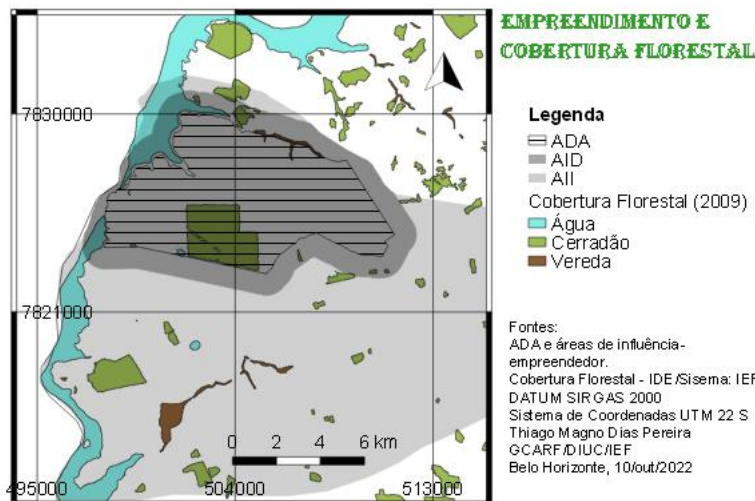 EMPREENDIMENTO E
COBERTURA FLORESTAL
Legenda
ADA
AID
AII
Cobertura Florestal (2009)
Água
Cerradão
Vereda
7830000
7821000
0 2 4 6 km
495000 504000 513000
Fontes:
ADA e áreas de influência-
empreendedor.
Cobertura Florestal - IDE/Sisema: IEF
DATUM SIRGAS 2000
Sistema de Coordenadas UTM 22 S
Thiago Magno Dias Pereira
GCARF/DIUC/IEF
Belo Horizonte, 10/out/2022